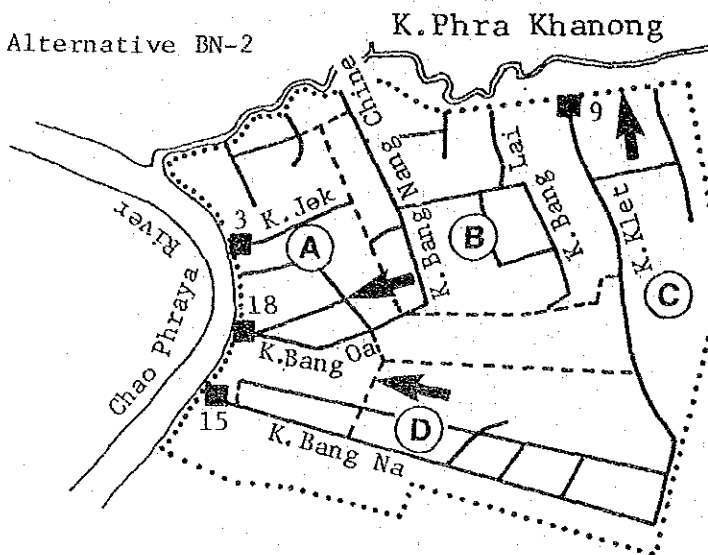 Alternative BN-2
K.Phra Khanong
K. Bang Nang Chine
Lai
K. Bang
9
K. Klet
3
K. Jek
A
B
C
River
Chao Phraya
18
K.Bang Oa
15
K.Bang Na
D